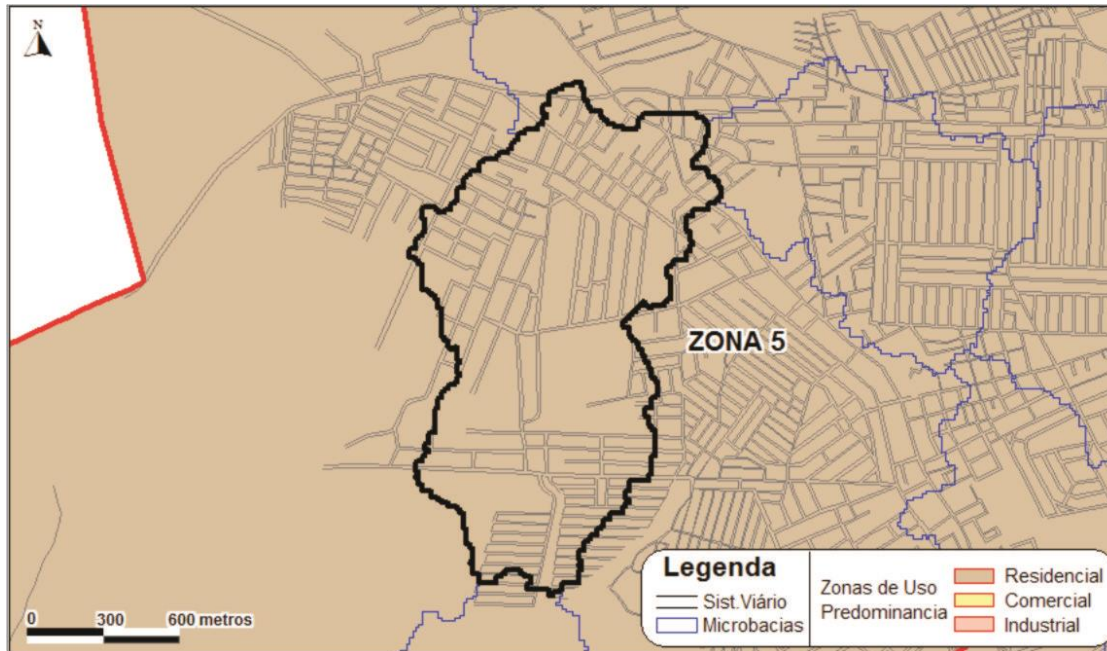 N
ZONA 5
0 300 600 metros
Legenda
Sist.Viário
Microbacias
Zonas de Uso
Predominancia
Residencial
Comercial
Industrial